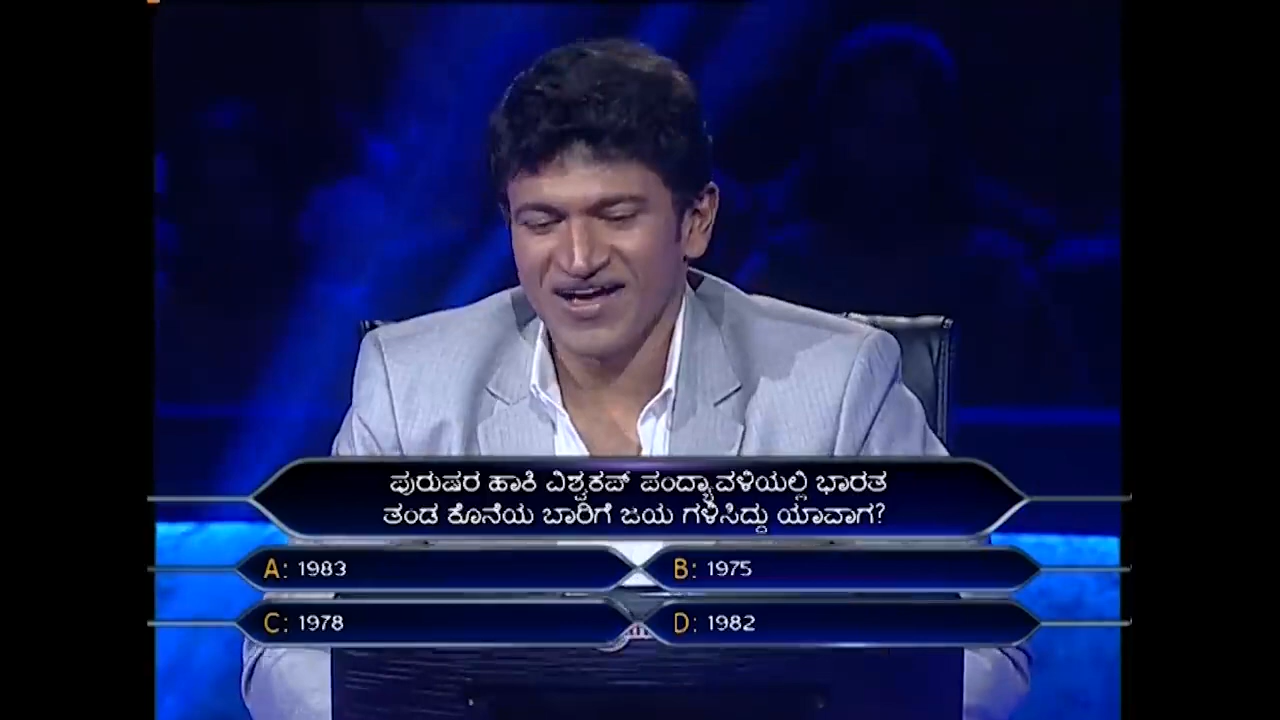 ಪುರುಷರ ಹಾಕಿ ವಿಶ್ವಕಪ್ ಪಂದ್ಯಾವಳಿಯಲ್ಲಿ ಭಾರತ
ತಂಡ ಕೊನೆಯ ಬಾರಿಗೆ ಜಯ ಗಳಿಸಿದ್ದು ಯಾವಾಗ?
A: 1983
B: 1975
C: 1978
D: 1982